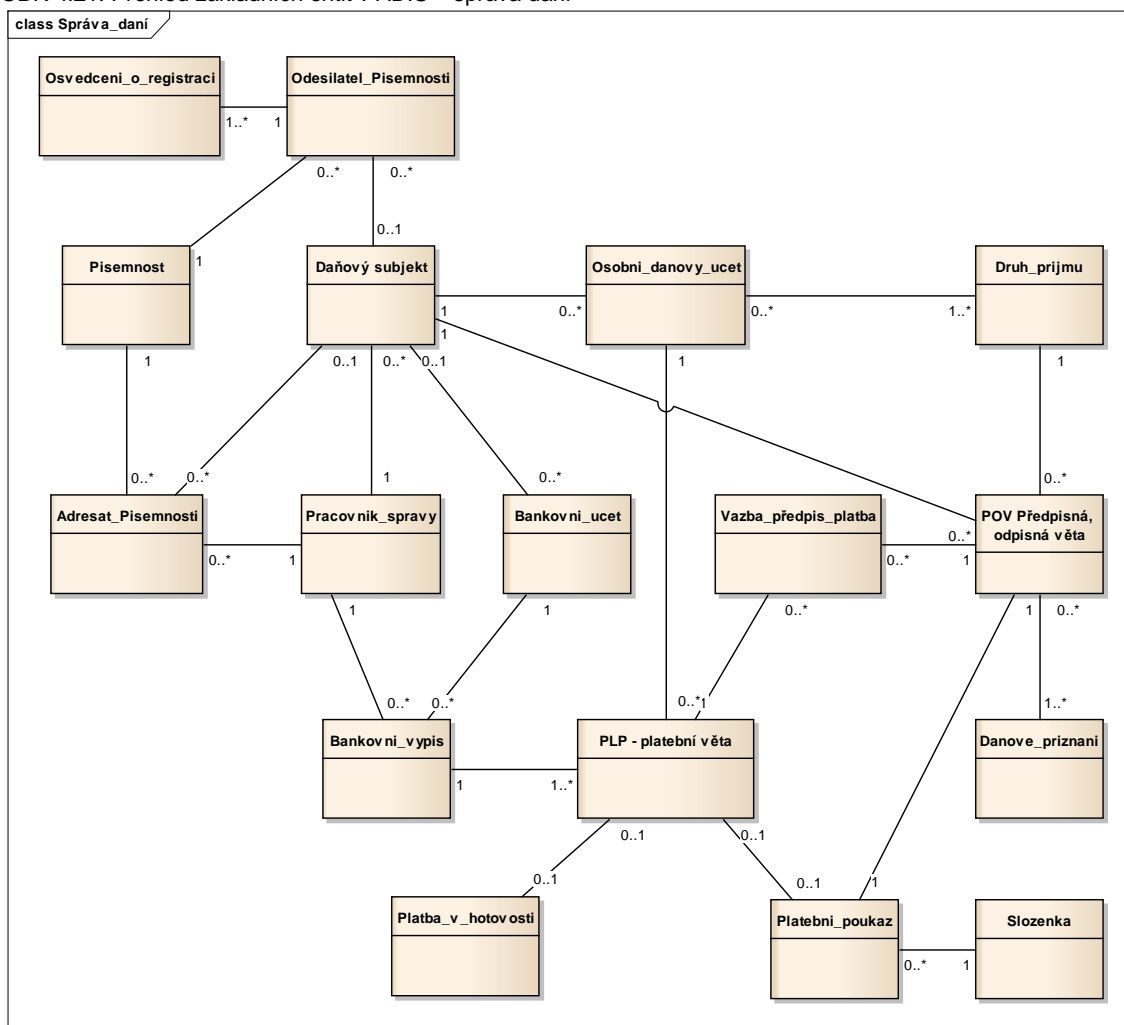 class Správa_daní
Osvedceni_o_registraci
Odesilatel_Pisemnosti
1..*
1
0..*
0..*
0..1
1
Pisemnost
Daňový subjekt
Osobni_danovy_ucet
Druh_prijmu
1
0..*
0..*
1..*
1
1
0..1
0..*
0..1
1
1
0..*
0..*
1
0..*
0..*
Adresat_Pisemnosti
Pracovnik_spravy
Bankovni_ucet
Vazba_předpis_platba
POV Předpisná,
odpisná věta
0..*
0..*
1
0..*
1
1
1
0..*
1
0..*
0..*
0..*
0..*
1
1..*
Bankovni_vypis
PLP - platební věta
Danove_priznani
1
1..*
0..1
0..1
0..1
0..1
1
Platba_v_hotovosti
Platebni_poukaz
Slozenka
0..*
1